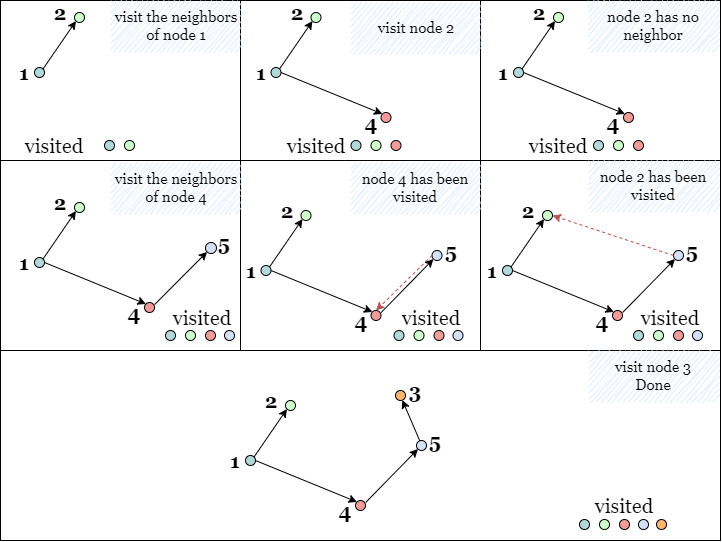 visit the neighbors
of node 1
2
1
visited
visit node 2
2
1
4
visited
node 2 has no
neighbor
2
1
4
visited
visit the neighbors
of node 4
2
1
5
4
visited
node 4 has been
visited
2
1
5
4
visited
node 2 has been
visited
2
1
5
4
visited
visit node 3
Done
2
3
1
5
4
visited